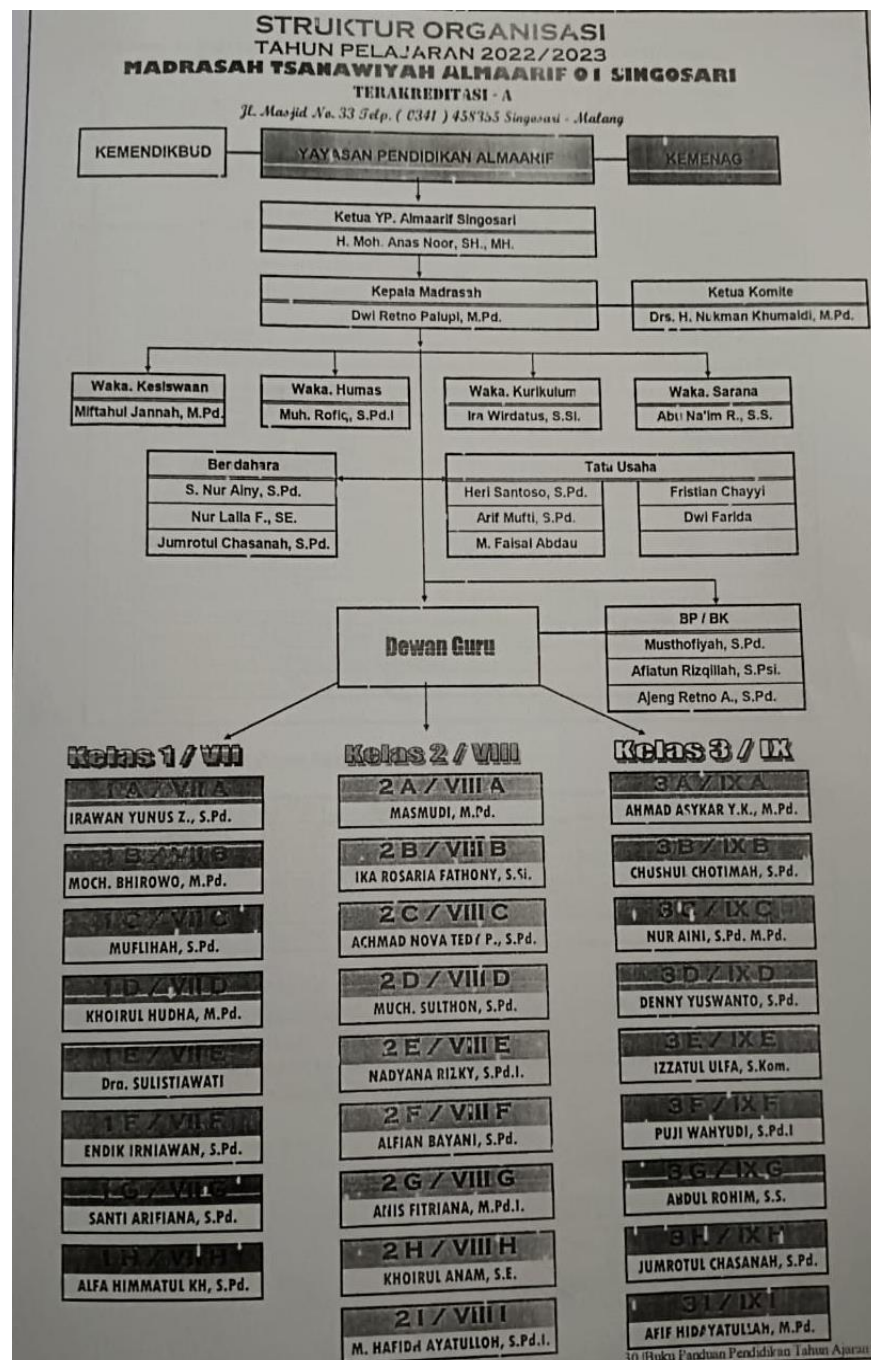 STRUKTUR ORGANISASI
TAHUN PELAJARAN 2022/2023
MADRASAH TSANAWIYAH ALMAARIF 01 SINGOSARI
TERAKREDITASI - A
Jl. Masjid No. 33 Telp. ( 0341 ) 458355 Singosari - Malang
KEMENDIKBUD
YAYASAN PENDIDIKAN ALMAARIF
KEMENAG
Ketua YP. Almaarif Singosari
H. Moh. Anas Noor, SH., MH.
Kepala Madrasah
Dwi Retno Palupi, M.Pd.
Ketua Komite
Drs. H. Nukman Khumaidi, M.Pd.
Waka. Kesiswaan
Miftahul Jannah, M.Pd.
Waka. Humas
Muh. Rofiq, S.Pd.I
Waka. Kurikulum
Ira Wirdatus, S.Si.
Waka. Sarana
Abu Na'im R., S.S.
Bendahara
S. Nur Ainy, S.Pd.
Nur Laila F., SE.
Jumrotul Chasanah, S.Pd.
Tata Usaha
Heri Santoso, S.Pd.
Fristian Chayyi
Arif Mufti, S.Pd.
Dwi Farida
M. Faisal Abdau
Dewan Guru
BP / BK
Musthofiyah, S.Pd.
Aflatun Rizqillah, S.Psi.
Ajeng Retno A., S.Pd.
Kelas 1 / VII
1 A / VII A
IRAWAN YUNUS Z., S.Pd.
1 B / VII B
MOCH. BHIROWO, M.Pd.
1 C / VII C
MUFLIHAH, S.Pd.
1 D / VII D
KHOIRUL HUDHA, M.Pd.
1 E / VII E
Dra. SULISTIAWATI
1 F / VII F
ENDIK IRNIAWAN, S.Pd.
1 G / VII G
SANTI ARIFIANA, S.Pd.
1 H / VII H
ALFA HIMMATUL KH, S.Pd.
Kelas 2 / VIII
2 A / VIII A
MASMUDI, M.Pd.
2 B / VIII B
IKA ROSARIA FATHONY, S.Si.
2 C / VIII C
ACHMAD NOVA TEDY P., S.Pd.
2 D / VIII D
MUCH. SULTHON, S.Pd.
2 E / VIII E
NADYANA RIZKY, S.Pd.I.
2 F / VIII F
ALFIAN BAYANI, S.Pd.
2 G / VIII G
ANIS FITRIANA, M.Pd.I.
2 H / VIII H
KHOIRUL ANAM, S.E.
2 I / VIII I
M. HAFIDH AYATULLOH, S.Pd.I.
Kelas 3 / IX
3 A / IX A
AHMAD ASYKAR Y.K., M.Pd.
3 B / IX B
CHUSNUL CHOTIMAH, S.Pd.
3 C / IX C
NUR AINI, S.Pd. M.Pd.
3 D / IX D
DENNY YUSWANTO, S.Pd.
3 E / IX E
IZZATUL ULFA, S.Kom.
3 F / IX F
PUJI WAHYUDI, S.Pd.I
3 G / IX G
ABDUL ROHIM, S.S.
3 H / IX H
JUMROTUL CHASANAH, S.Pd.
3 I / IX I
AFIF HIDAYATULLAH, M.Pd.
30 |Buku Panduan Pendidikan Tahun Ajaran